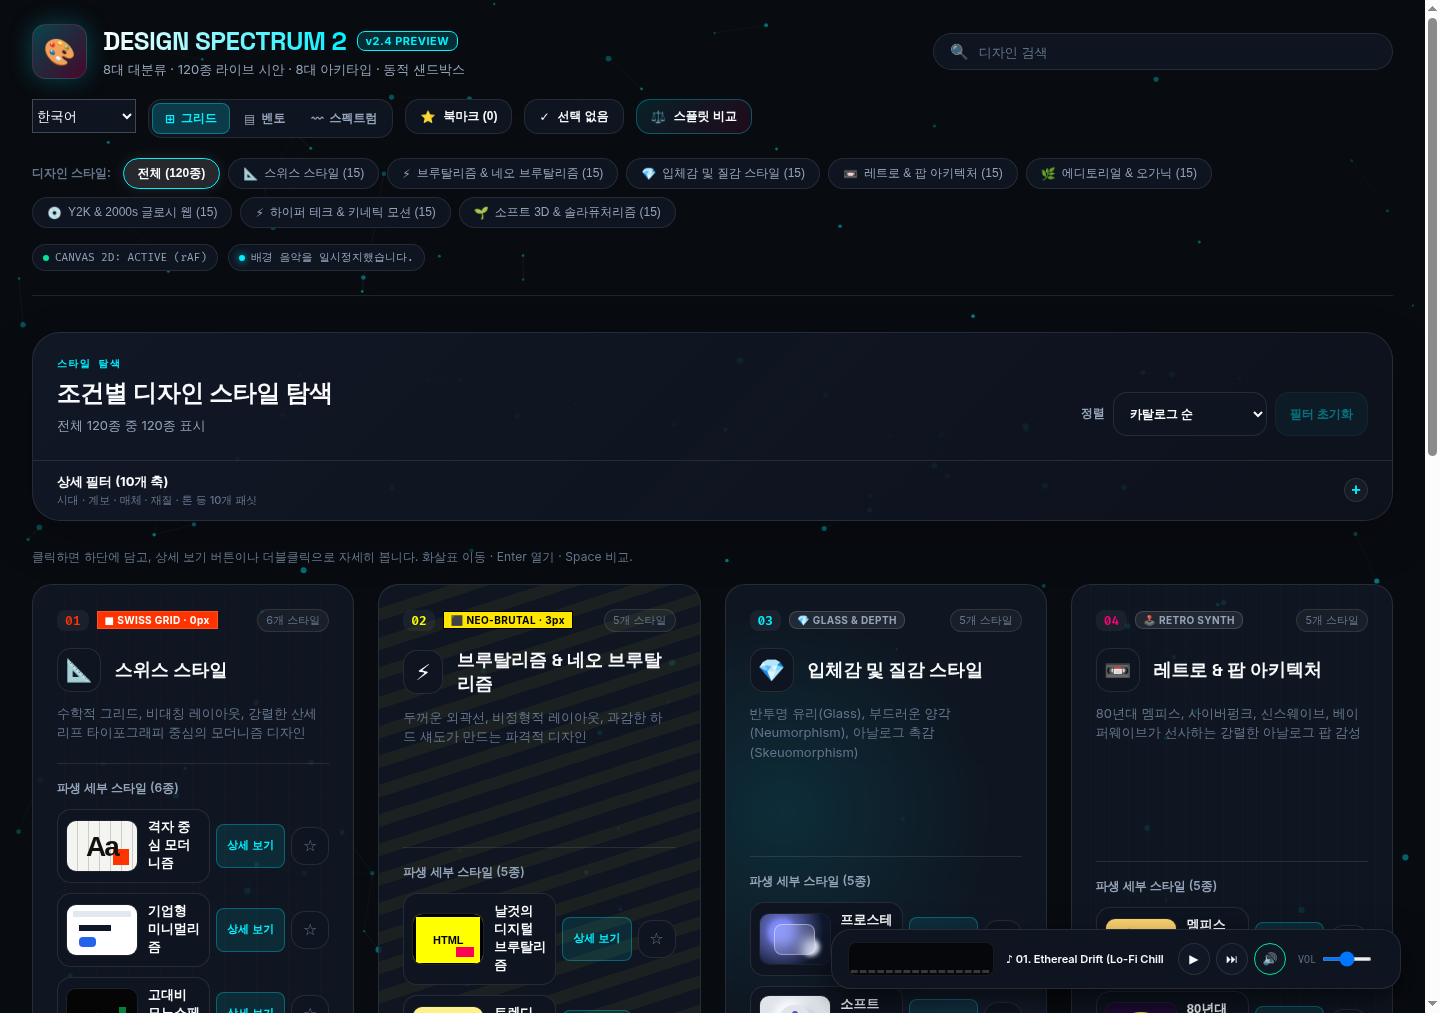 DESIGN SPECTRUM 2 v2.4 PREVIEW
8대 대분류 · 120종 라이브 시안 · 8대 아키타입 · 동적 샌드박스
디자인 검색
한국어
그리드 벤토 스펙트럼
북마크 (0)
선택 없음
스플릿 비교
디자인 스타일: 전체 (120종) 스위스 스타일 (15) 브루탈리즘 & 네오 브루탈리즘 (15) 입체감 및 질감 스타일 (15) 레트로 & 팝 아키텍처 (15) 에디토리얼 & 오가닉 (15)
Y2K & 2000s 글로시 웹 (15) 하이퍼 테크 & 키네틱 모션 (15) 소프트 3D & 솔라퓨처리즘 (15)
CANVAS 2D: ACTIVE (rAF) 배경 음악을 일시정지했습니다.
스타일 탐색
조건별 디자인 스타일 탐색
전체 120종 중 120종 표시
정렬 카탈로그 순 필터 초기화
상세 필터 (10개 축)
시대 · 계보 · 매체 · 재질 · 톤 등 10개 패싯
클릭하면 하단에 담고, 상세 보기 버튼이나 더블클릭으로 자세히 봅니다. 화살표 이동 · Enter 열기 · Space 비교.
01 SWISS GRID · 0px 6개 스타일
스위스 스타일
수학적 그리드, 비대칭 레이아웃, 강렬한 산세
리프 타이포그래피 중심의 모더니즘 디자인
파생 세부 스타일 (6종)
Aa
격자 중
심 모더
니즘
상세 보기
기업형
미니멀리
즘
상세 보기
고대비
02 NEO-BRUTAL · 3px 5개 스타일
브루탈리즘 & 네오 브루탈
리즘
두꺼운 외곽선, 비정형적 레이아웃, 과감한 하
드 섀도가 만드는 파격적 디자인
파생 세부 스타일 (5종)
HTML
날것의
디지털
브루탈리
즘
상세 보기
03 GLASS & DEPTH 5개 스타일
입체감 및 질감 스타일
반투명 유리(Glass), 부드러운 양각
(Neumorphism), 아날로그 촉감
(Skeuomorphism)
파생 세부 스타일 (5종)
프로스테
소프트
04 RETRO SYNTH 5개 스타일
레트로 & 팝 아키텍처
80년대 멤피스, 사이버펑크, 신스웨이브, 베이
퍼웨이브가 선사하는 강렬한 아날로그 팝 감성
파생 세부 스타일 (5종)
멤피스
80년대
♪ 01. Ethereal Drift (Lo-Fi Chill
VOL